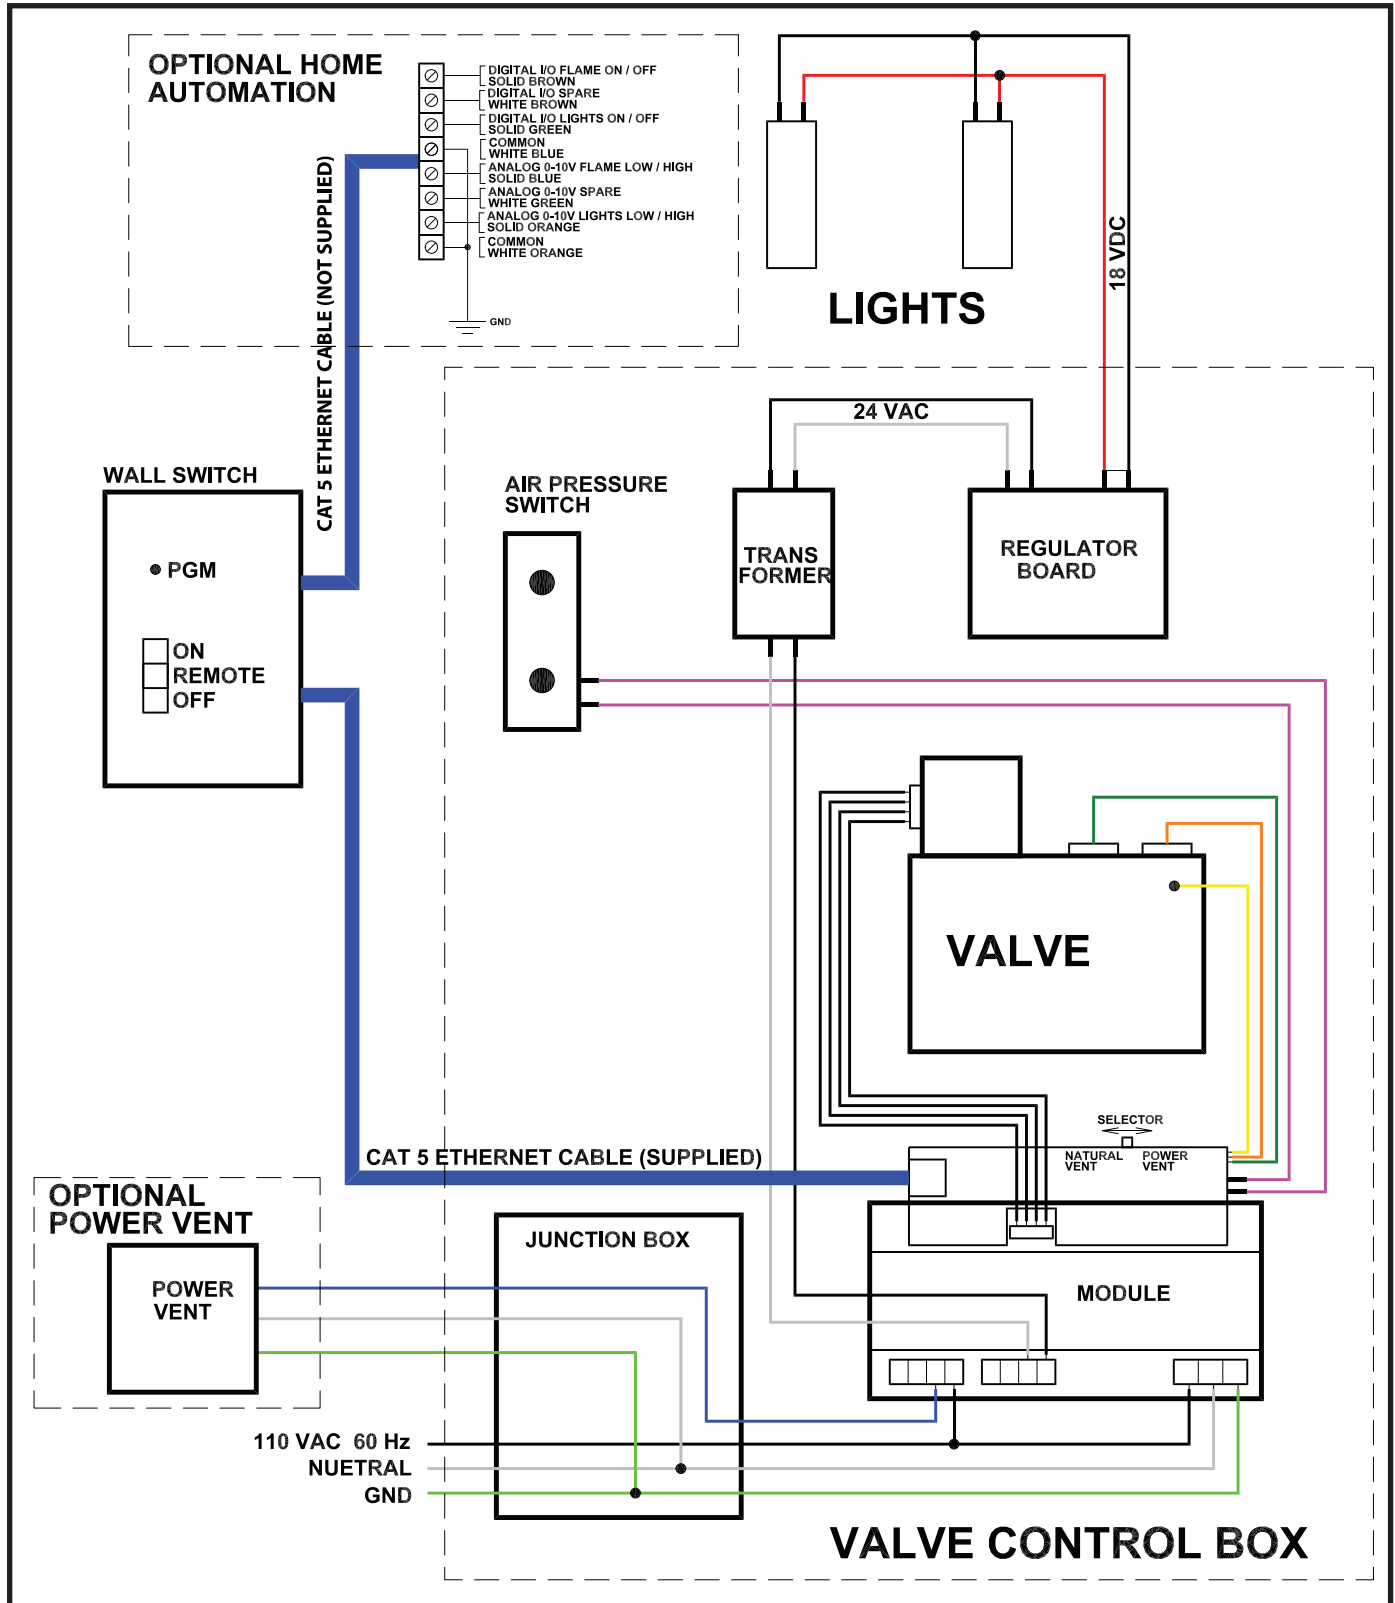 OPTIONAL HOME
AUTOMATION
DIGITAL I/O FLAME ON / OFF
SOLID BROWN
DIGITAL I/O SPARE
WHITE BROWN
DIGITAL I/O LIGHTS ON / OFF
SOLID GREEN
COMMON
WHITE BLUE
ANALOG 0-10V FLAME LOW / HIGH
SOLID BLUE
ANALOG 0-10V SPARE
WHITE GREEN
ANALOG 0-10V LIGHTS LOW / HIGH
SOLID ORANGE
COMMON
WHITE ORANGE
GND
CAT 5 ETHERNET CABLE (NOT SUPPLIED)
LIGHTS
18 VDC
24 VAC
WALL SWITCH
PGM
ON
REMOTE
OFF
AIR PRESSURE
SWITCH
TRANS
FORMER
REGULATOR
BOARD
VALVE
SELECTOR
NATURAL
VENT
POWER
VENT
CAT 5 ETHERNET CABLE (SUPPLIED)
OPTIONAL
POWER VENT
POWER
VENT
JUNCTION BOX
MODULE
110 VAC 60 Hz
NUETRAL
GND
VALVE CONTROL BOX